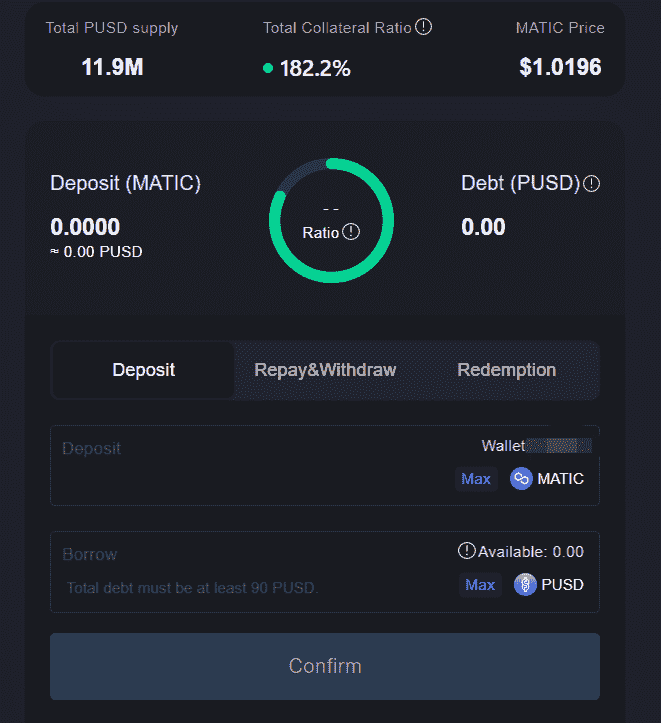 Total PUSD supply
Total Collateral Ratio
MATIC Price
11.9M
182.2%
$1.0196
Deposit (MATIC)
Debt (PUSD)
0.0000
--
0.00
≈ 0.00 PUSD
Ratio
Deposit
Repay&Withdraw
Redemption
Deposit
Wallet
Max
MATIC
Borrow
Available: 0.00
Total debt must be at least 90 PUSD.
Max
PUSD
Confirm